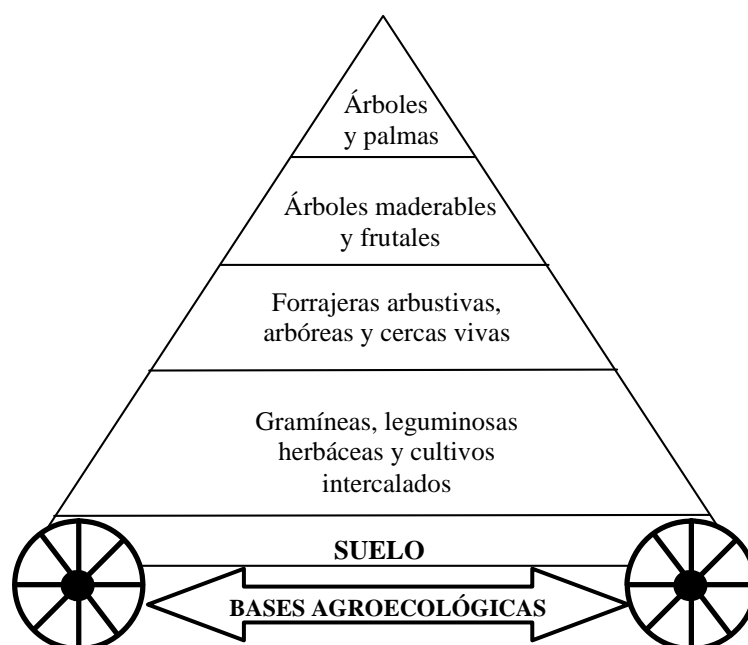 Árboles
y palmas
Árboles maderables
y frutales
Forrajeras arbustivas,
arbóreas y cercas vivas
Gramíneas, leguminosas
herbáceas y cultivos
intercalados
SUELO
BASES AGROECOLÓGICAS